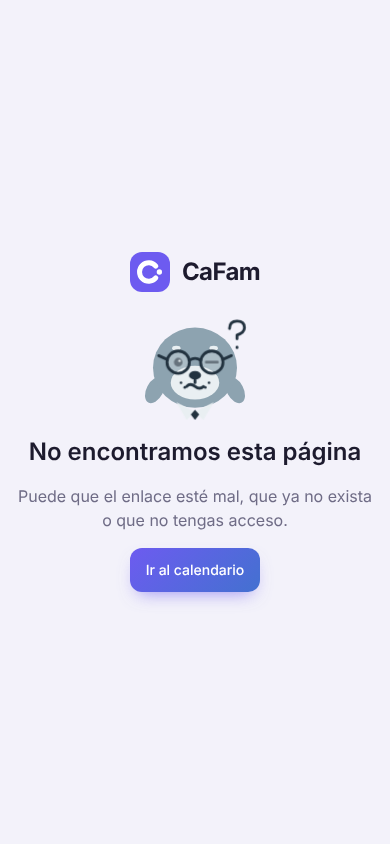 CaFam
?
No encontramos esta página
Puede que el enlace esté mal, que ya no exista
o que no tengas acceso.
Ir al calendario